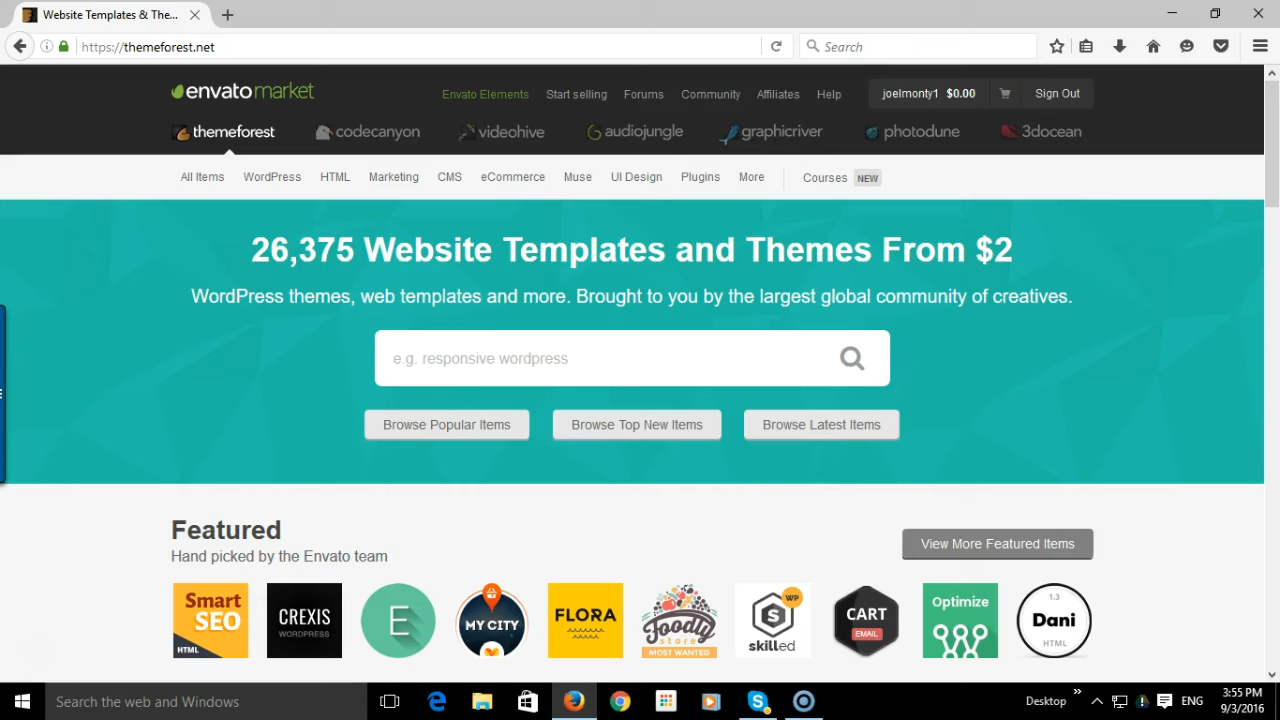 Website Templates & The...
https://themeforest.net
Search
envatomarket
Envato Elements Start selling Forums Community Affiliates Help
joelmonty1 $0.00
Sign Out
themeforest codecanyon videohive audiojungle graphicriver photodune 3docean
All Items WordPress HTML Marketing CMS eCommerce Muse UI Design Plugins More Courses NEW
26,375 Website Templates and Themes From $2
WordPress themes, web templates and more. Brought to you by the largest global community of creatives.
e.g. responsive wordpress
Browse Popular Items Browse Top New Items Browse Latest Items
Featured
Hand picked by the Envato team
View More Featured Items
Smart
SEO
HTML
CREXIS
WORDPRESS
E
MY CITY
FLORA
Foody
store
MOST WANTED
S
WP
skilled
CART
EMAIL
Optimize
1.3
Dani
HTML
Search the web and Windows
Desktop
ENG
3:55 PM
9/3/2016